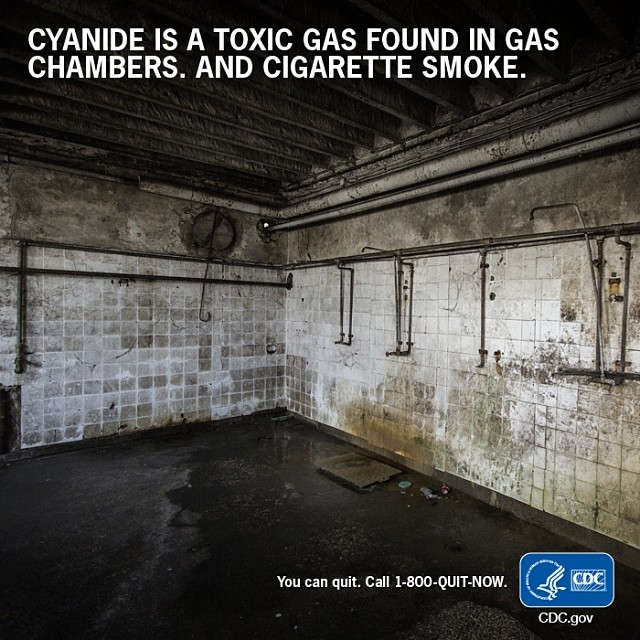 CYANIDE IS A TOXIC GAS FOUND IN GAS
CHAMBERS. AND CIGARETTE SMOKE.
You can quit. Call 1-800-QUIT-NOW.
CDC
CDC.gov